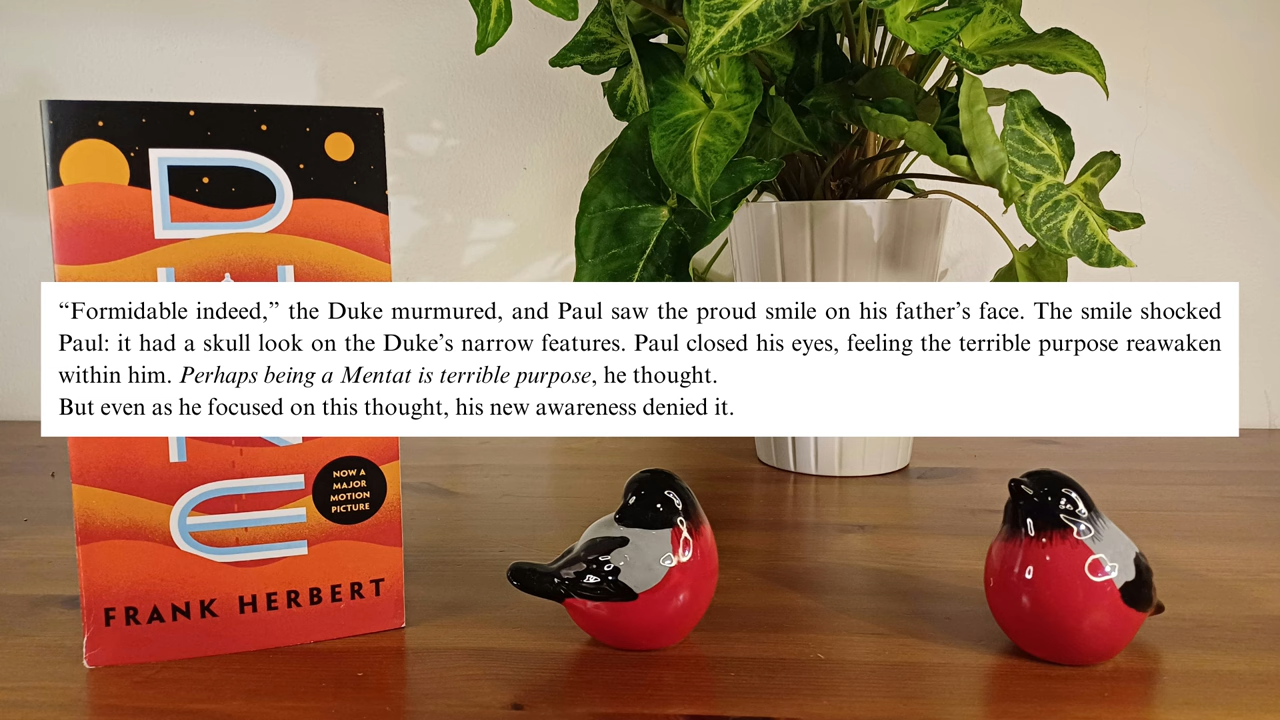 D
“Formidable indeed,” the Duke murmured, and Paul saw the proud smile on his father’s face. The smile shocked
Paul: it had a skull look on the Duke’s narrow features. Paul closed his eyes, feeling the terrible purpose reawaken
within him. Perhaps being a Mentat is terrible purpose, he thought.
But even as he focused on this thought, his new awareness denied it.
N
E
NOW A
MAJOR
MOTION
PICTURE
FRANK HERBERT